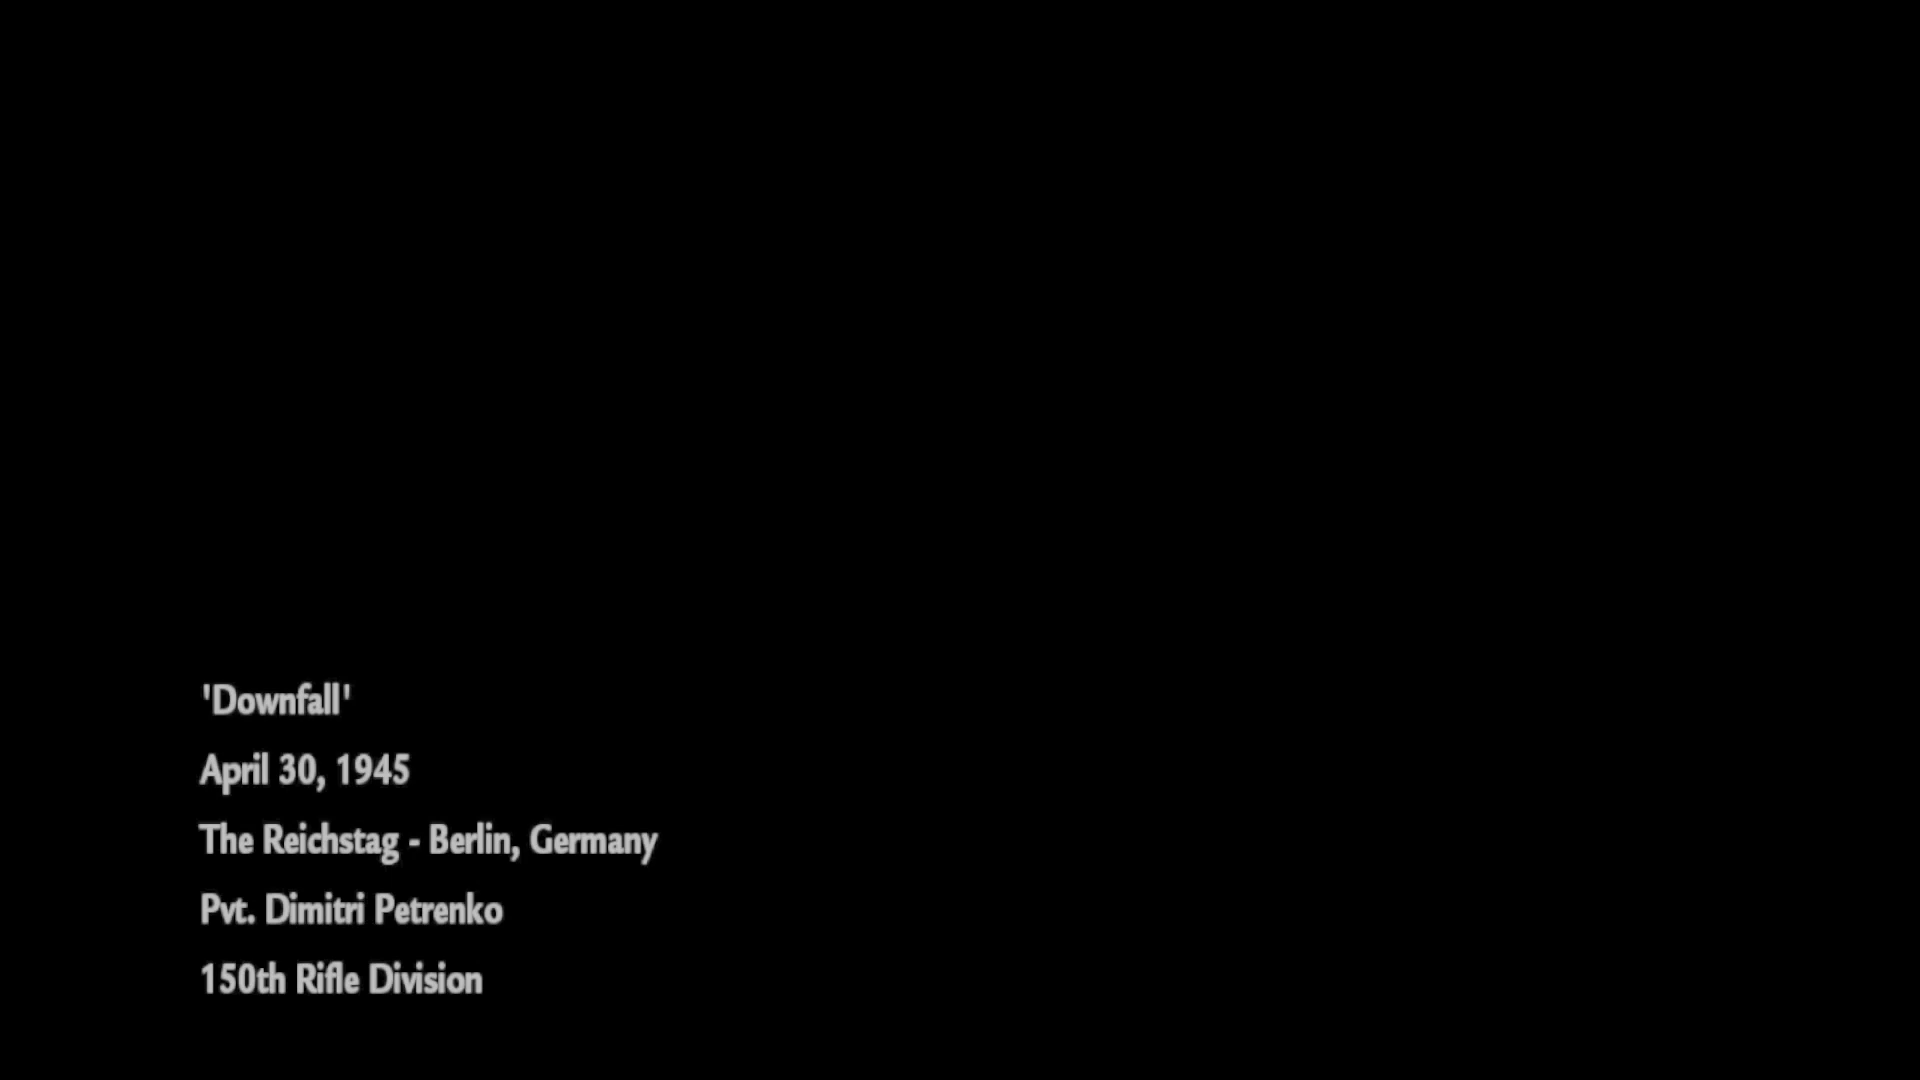 'Downfall'
April 30, 1945
The Reichstag - Berlin, Germany
Pvt. Dimitri Petrenko
150th Rifle Division